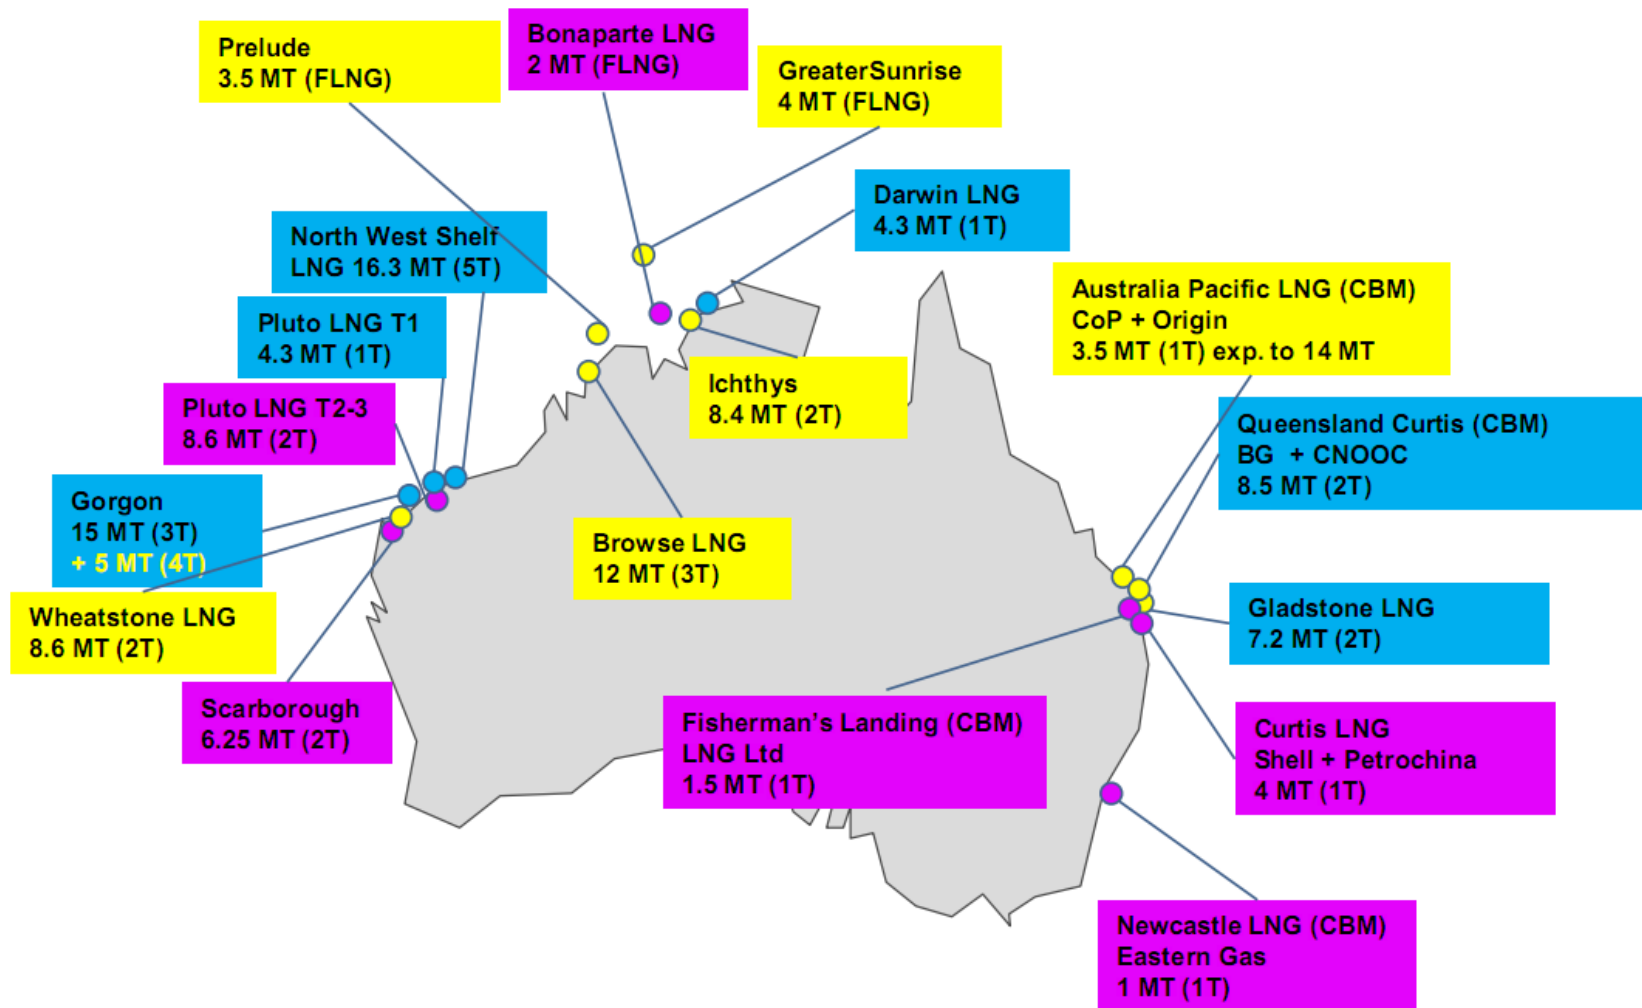 Prelude
3.5 MT (FLNG)
Bonaparte LNG
2 MT (FLNG)
GreaterSunrise
4 MT (FLNG)
Darwin LNG
4.3 MT (1T)
North West Shelf
LNG 16.3 MT (5T)
Australia Pacific LNG (CBM)
CoP + Origin
3.5 MT (1T) exp. to 14 MT
Pluto LNG T1
4.3 MT (1T)
Ichthys
8.4 MT (2T)
Pluto LNG T2-3
8.6 MT (2T)
Queensland Curtis (CBM)
BG + CNOOC
8.5 MT (2T)
Gorgon
15 MT (3T)
+ 5 MT (4T)
Browse LNG
12 MT (3T)
Wheatstone LNG
8.6 MT (2T)
Gladstone LNG
7.2 MT (2T)
Scarborough
6.25 MT (2T)
Fisherman’s Landing (CBM)
LNG Ltd
1.5 MT (1T)
Curtis LNG
Shell + Petrochina
4 MT (1T)
Newcastle LNG (CBM)
Eastern Gas
1 MT (1T)